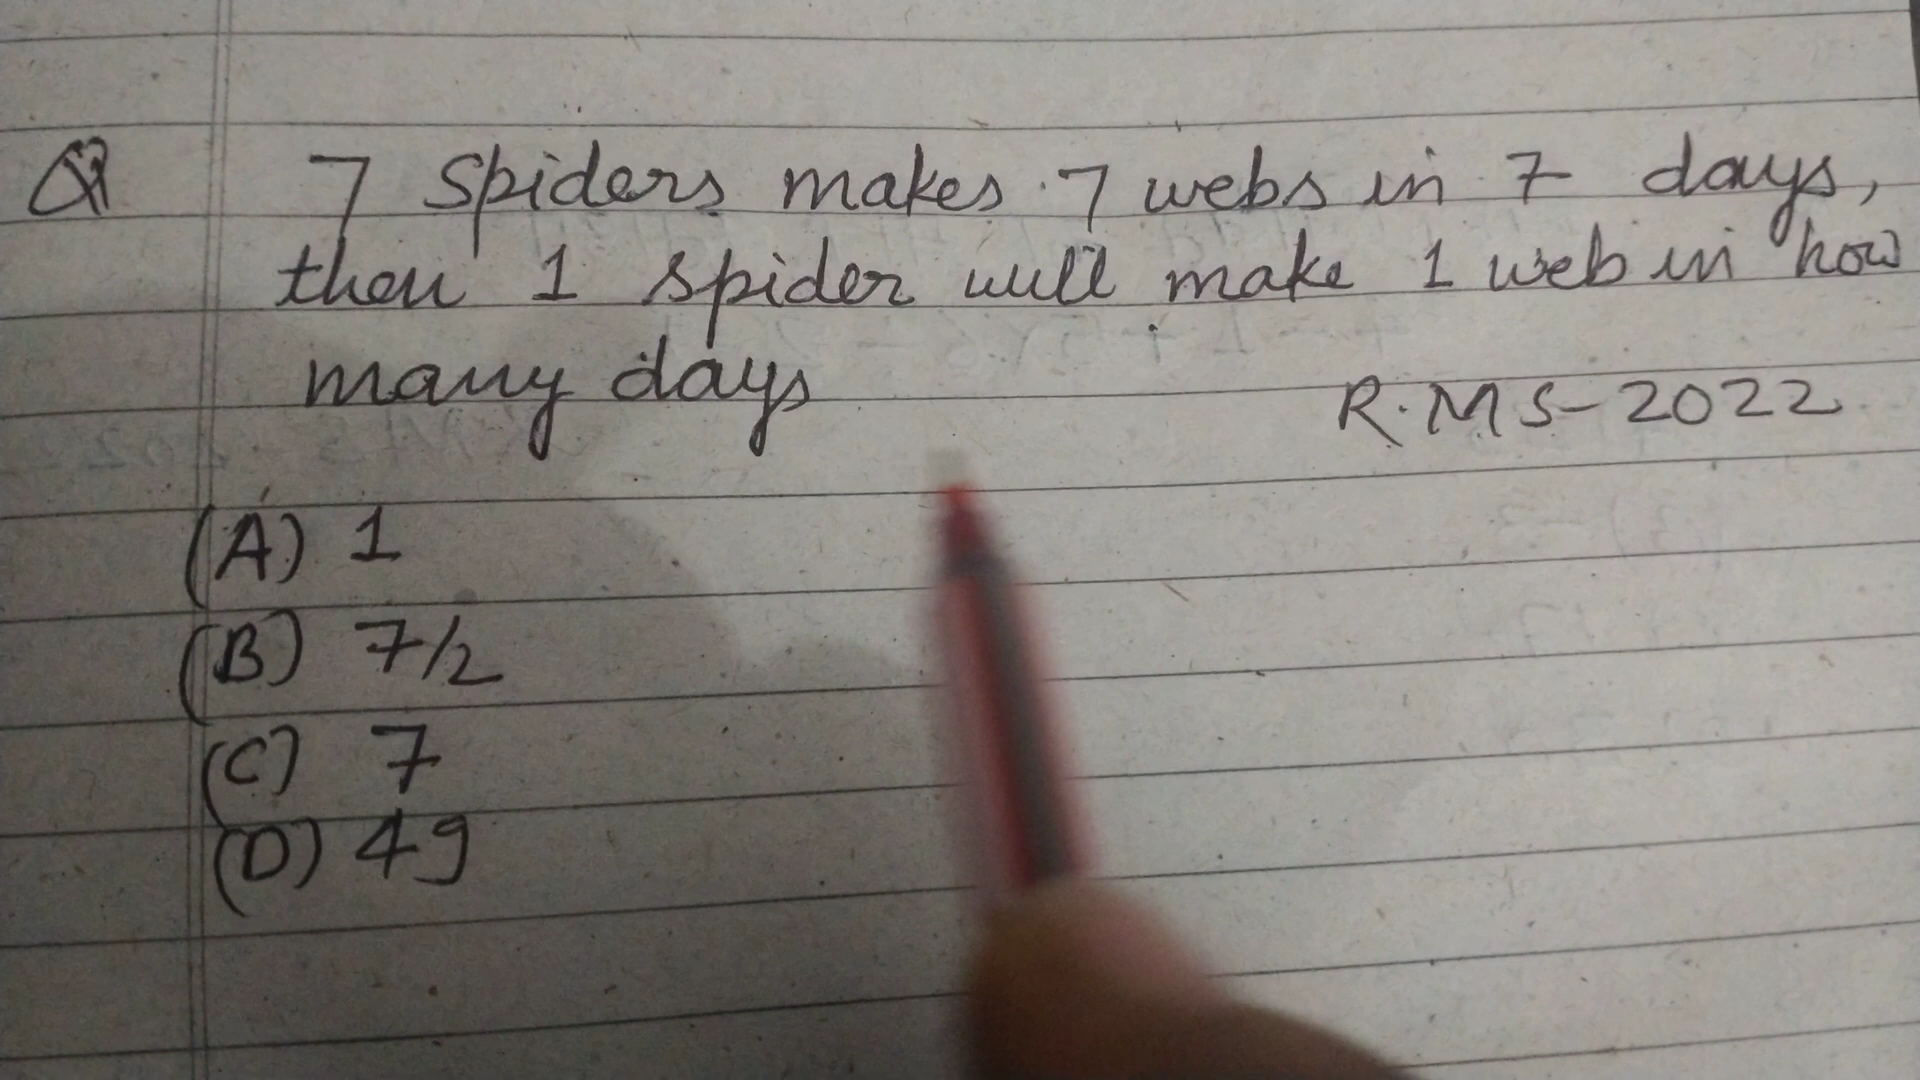 Q 7 Spiders makes 7 webs in 7 days,
then 1 spider will make 1 web in how
many days
R.MS-2022
(A) 1
(B) 7/2
(C) 7
(D) 49